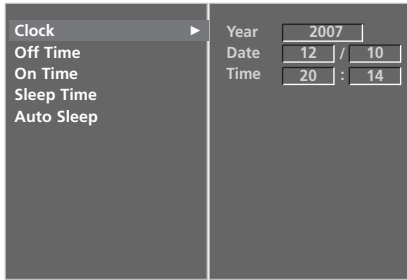 Clock ►
Off Time
On Time
Sleep Time
Auto Sleep
Year 2007
Date 12 / 10
Time 20 : 14